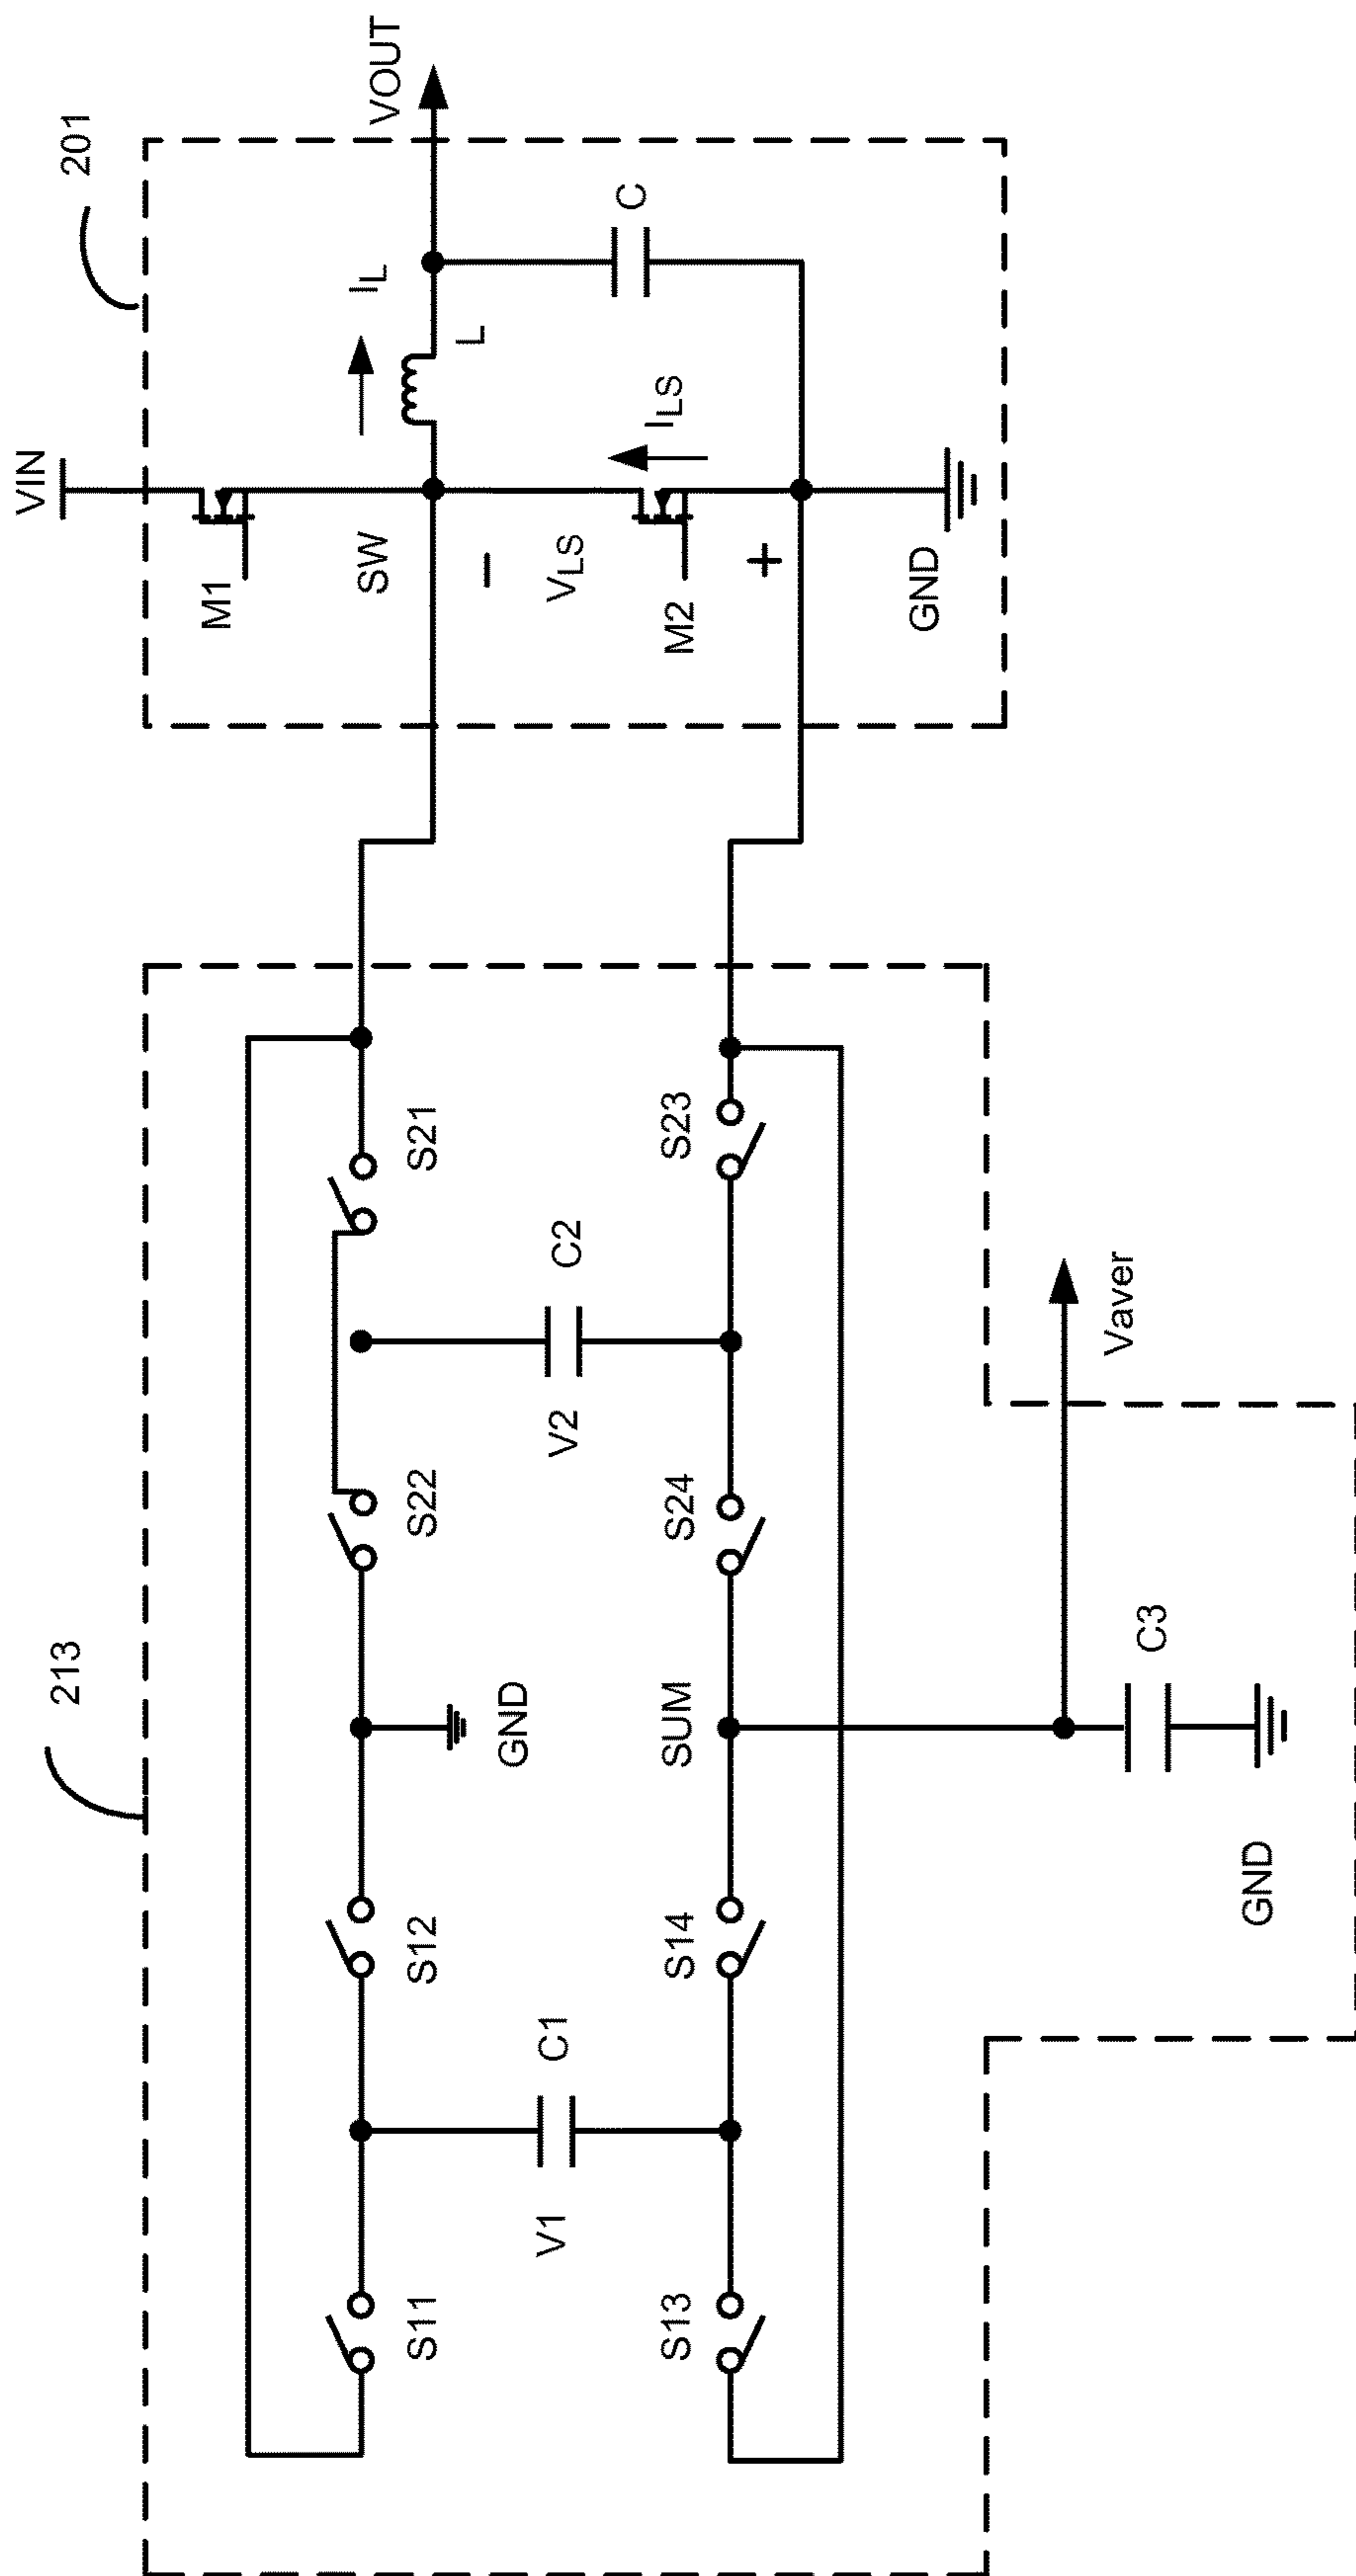 213
S11
S12
S22
S21
V1
C1
GND
V2
C2
S13
S14
SUM
S24
S23
GND
C3
Vaver
201
VIN
M1
SW
IL
VOUT
L
VLS
ILS
C
M2
GND